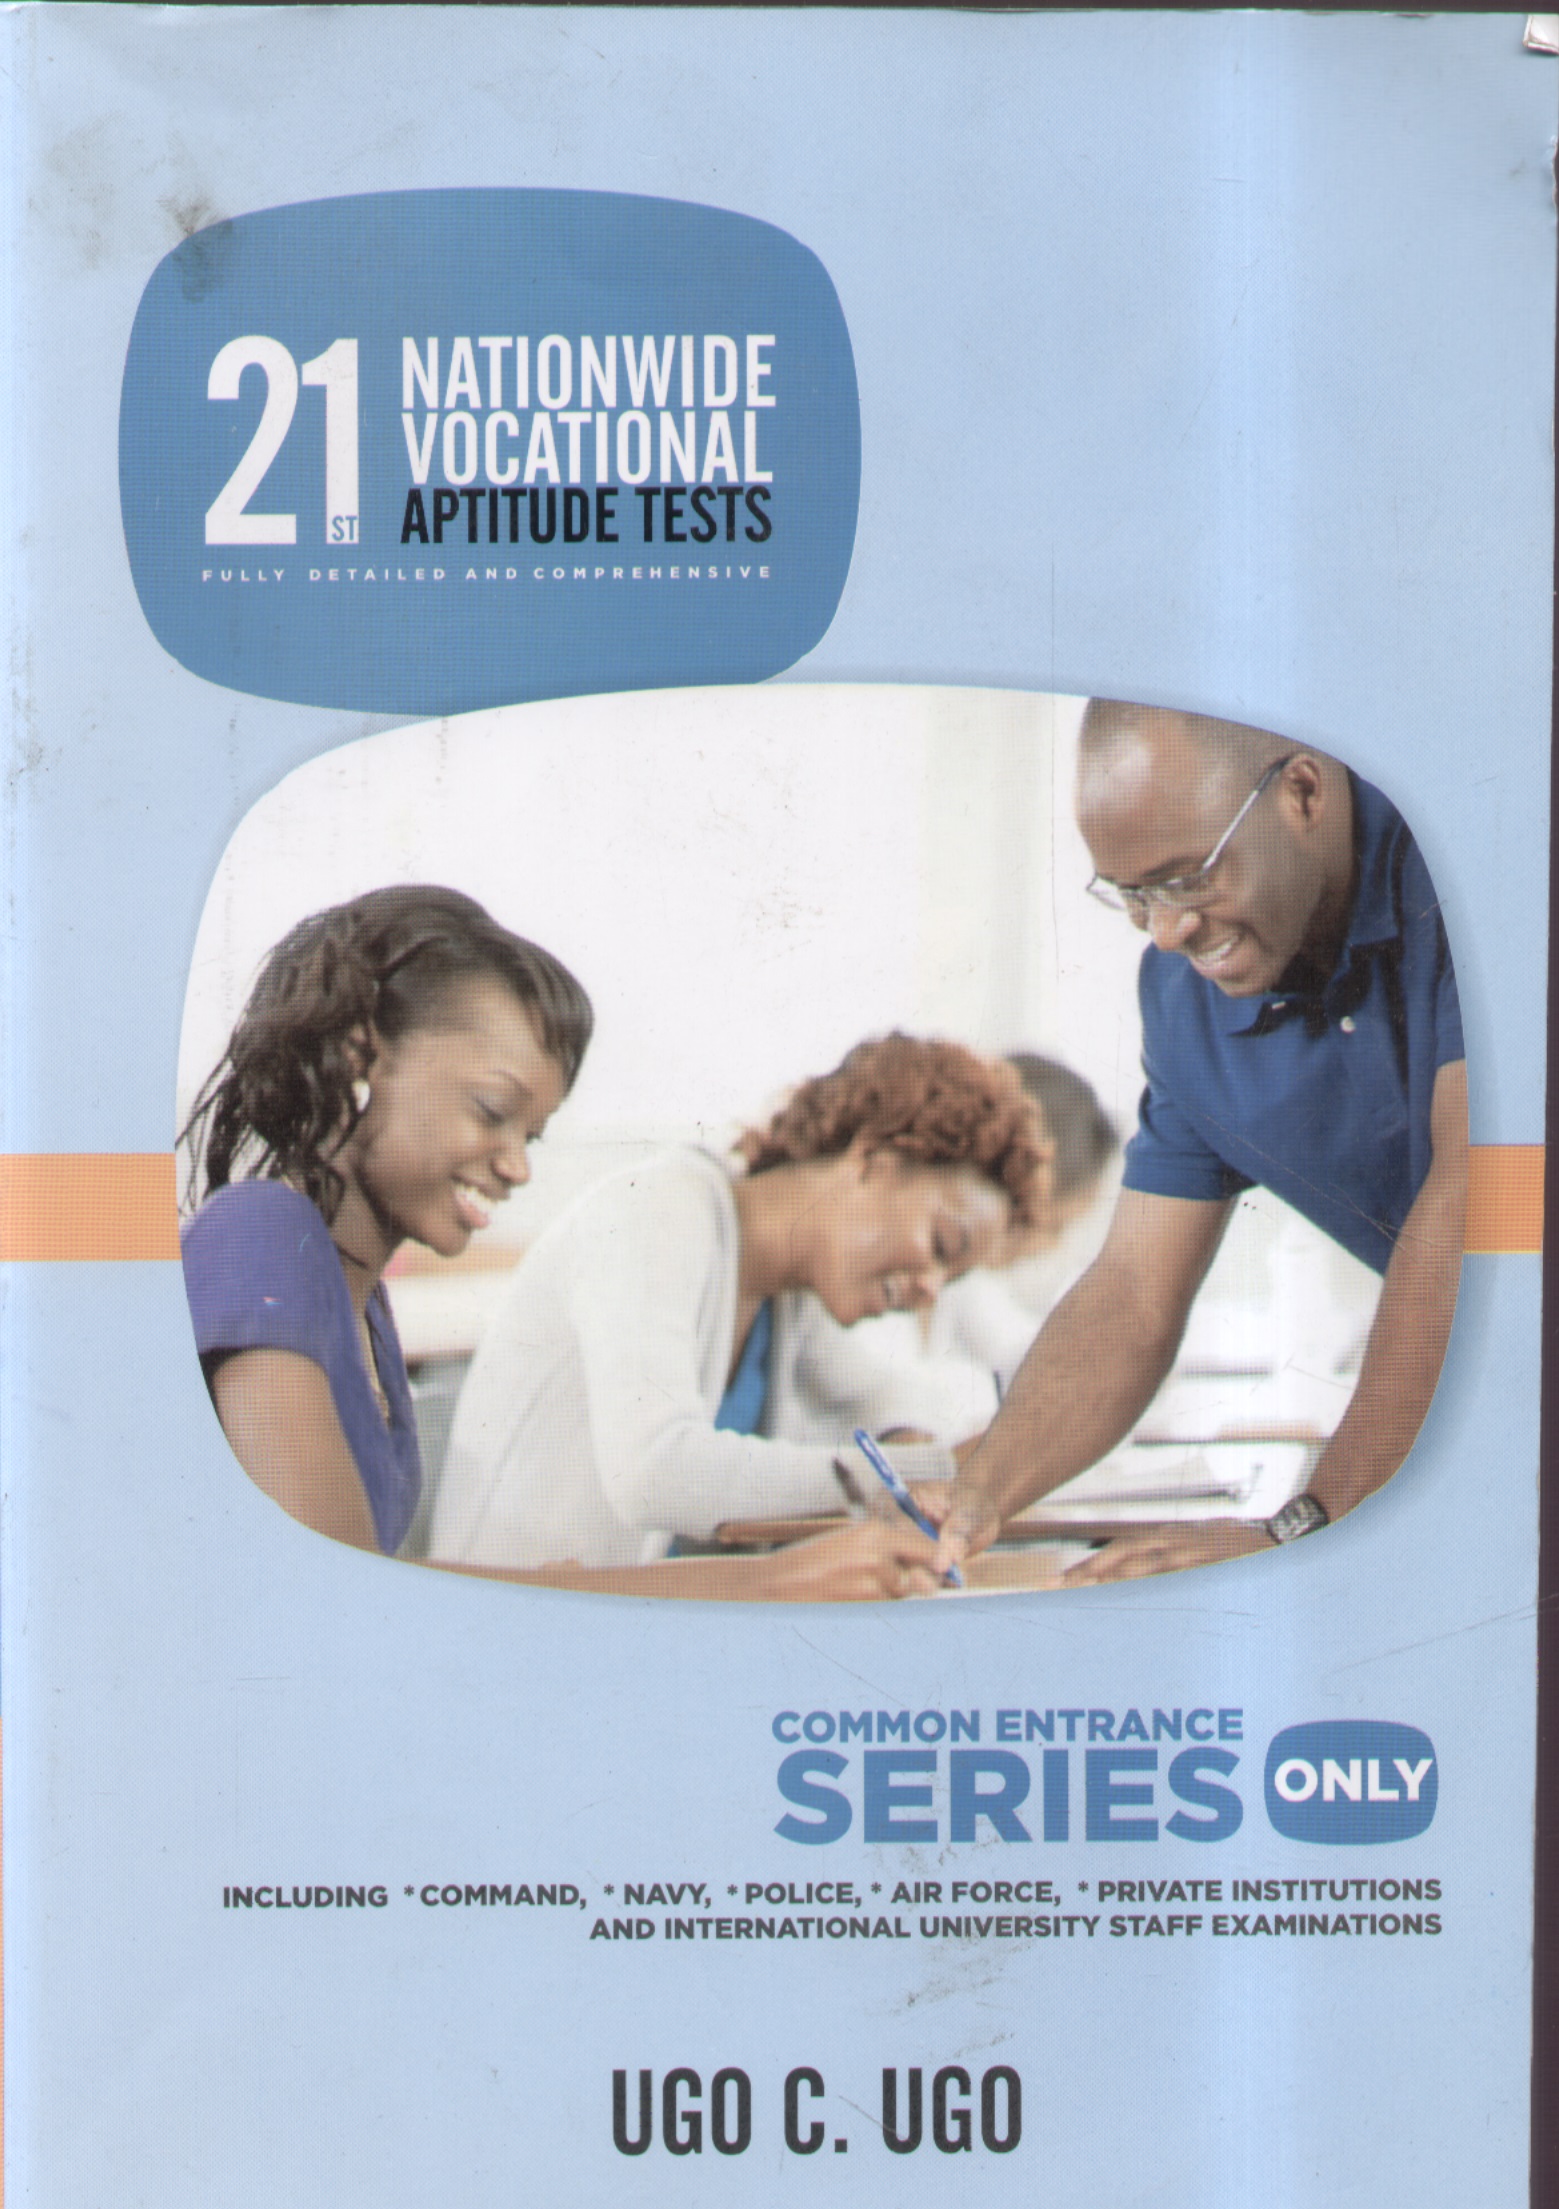 21ST NATIONWIDE
VOCATIONAL
APTITUDE TESTS
FULLY DETAILED AND COMPREHENSIVE
COMMON ENTRANCE
SERIES ONLY
INCLUDING *COMMAND, * NAVY, *POLICE, * AIR FORCE, * PRIVATE INSTITUTIONS
AND INTERNATIONAL UNIVERSITY STAFF EXAMINATIONS
UGO C. UGO